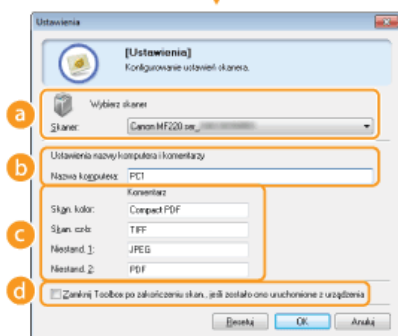 Ustawienia
[Ustawienia]
Konfigurowanie ustawień skanera.
a
Wybierz skaner
Skaner:
Canon MF220 ser_
b
Ustawienia nazwy komputera i komentarzy
Nazwa komputera:
PC1
c
Komentarz
Skan. kolor:
Compact PDF
Skan. czb:
TIFF
Niestand. 1:
JPEG
Niestand. 2:
PDF
d
Zamknij Toolbox po zakończeniu skan., jeśli zostało ono uruchomione z urządzenia
Resetuj
OK
Anuluj